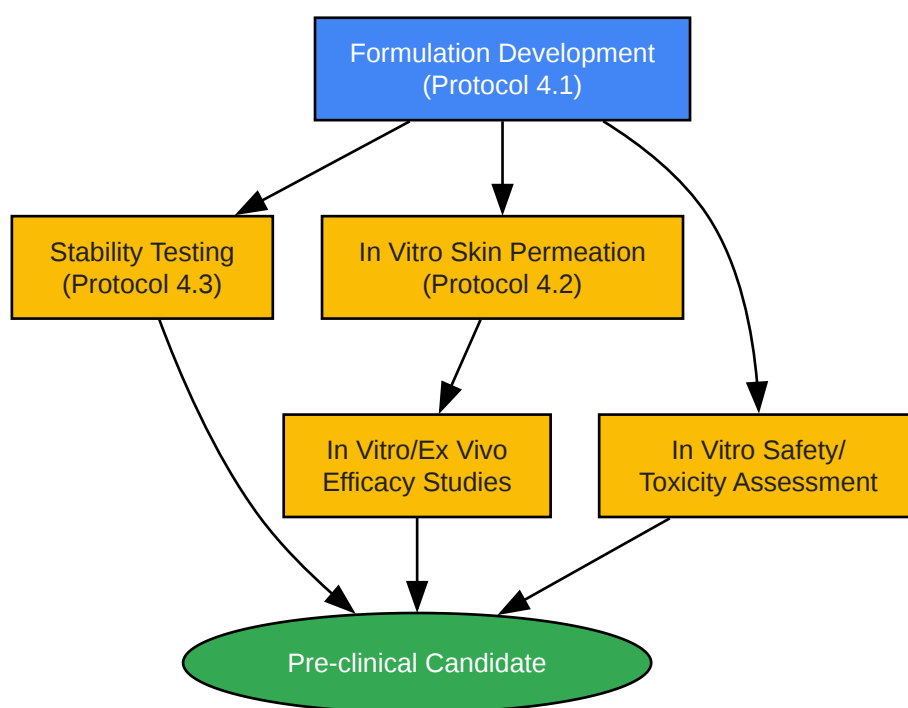 Formulation Development
(Protocol 4.1)
Stability Testing
(Protocol 4.3)
In Vitro Skin Permeation
(Protocol 4.2)
In Vitro/Ex Vivo
Efficacy Studies
In Vitro Safety/
Toxicity Assessment
Pre-clinical Candidate